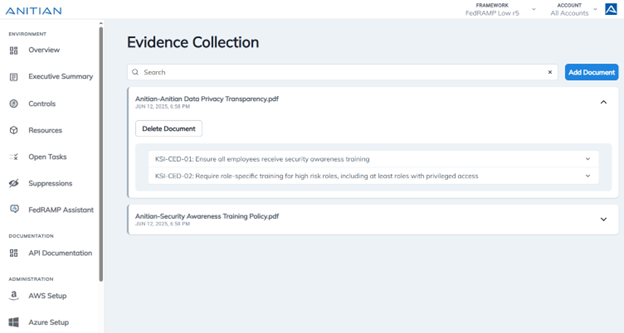 ANITIAN
FRAMEWORK
FedRAMP Low r5
ACCOUNT
All Accounts
ENVIRONMENT
Overview
Executive Summary
Controls
Resources
Open Tasks
Suppressions
FedRAMP Assistant
DOCUMENTATION
API Documentation
ADMINISTRATION
AWS Setup
Azure Setup
Evidence Collection
Search
Add Document
Anitian-Anitian Data Privacy Transparency.pdf
JUN 12, 2025, 6:58 PM
Delete Document
KSI-CED-01: Ensure all employees receive security awareness training
KSI-CED-02: Require role-specific training for high risk roles, including at least roles with privileged access
Anitian-Security Awareness Training Policy.pdf
JUN 12, 2025, 6:58 PM